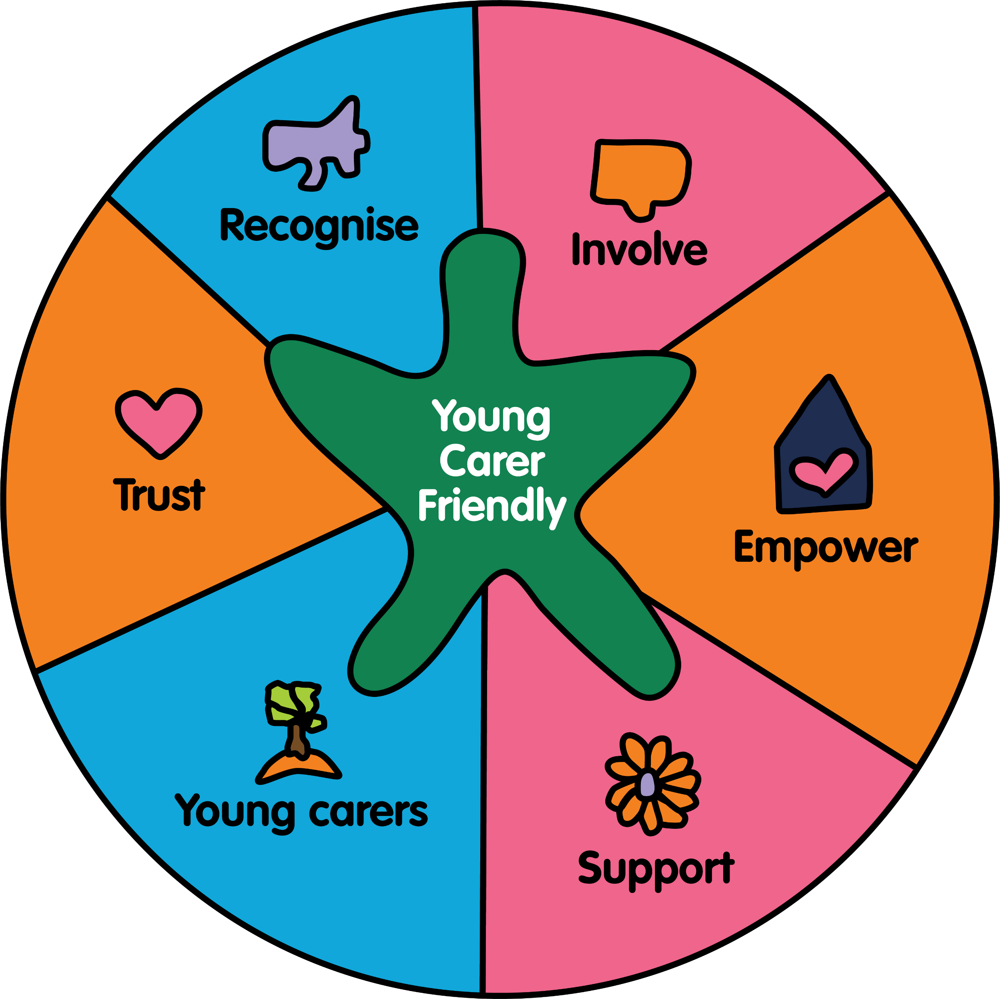 Recognise
Involve
Trust
Young
Carer
Friendly
Empower
Young carers
Support